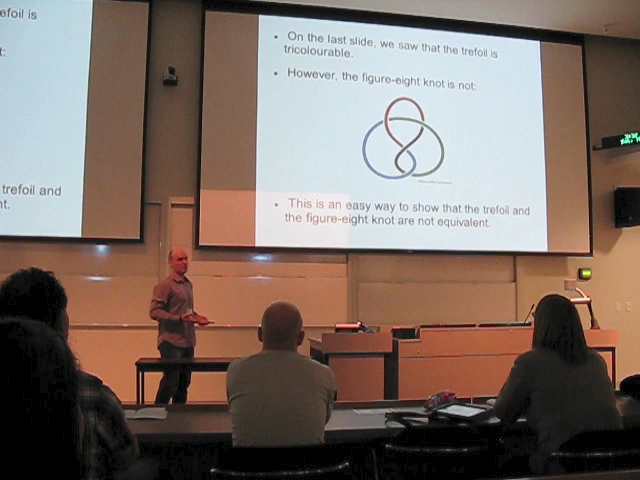 efoil is
t:
trefoil and
nt.
• On the last slide, we saw that the trefoil is
tricolourable.
• However, the figure-eight knot is not:
• This is an easy way to show that the trefoil and
the figure-eight knot are not equivalent.